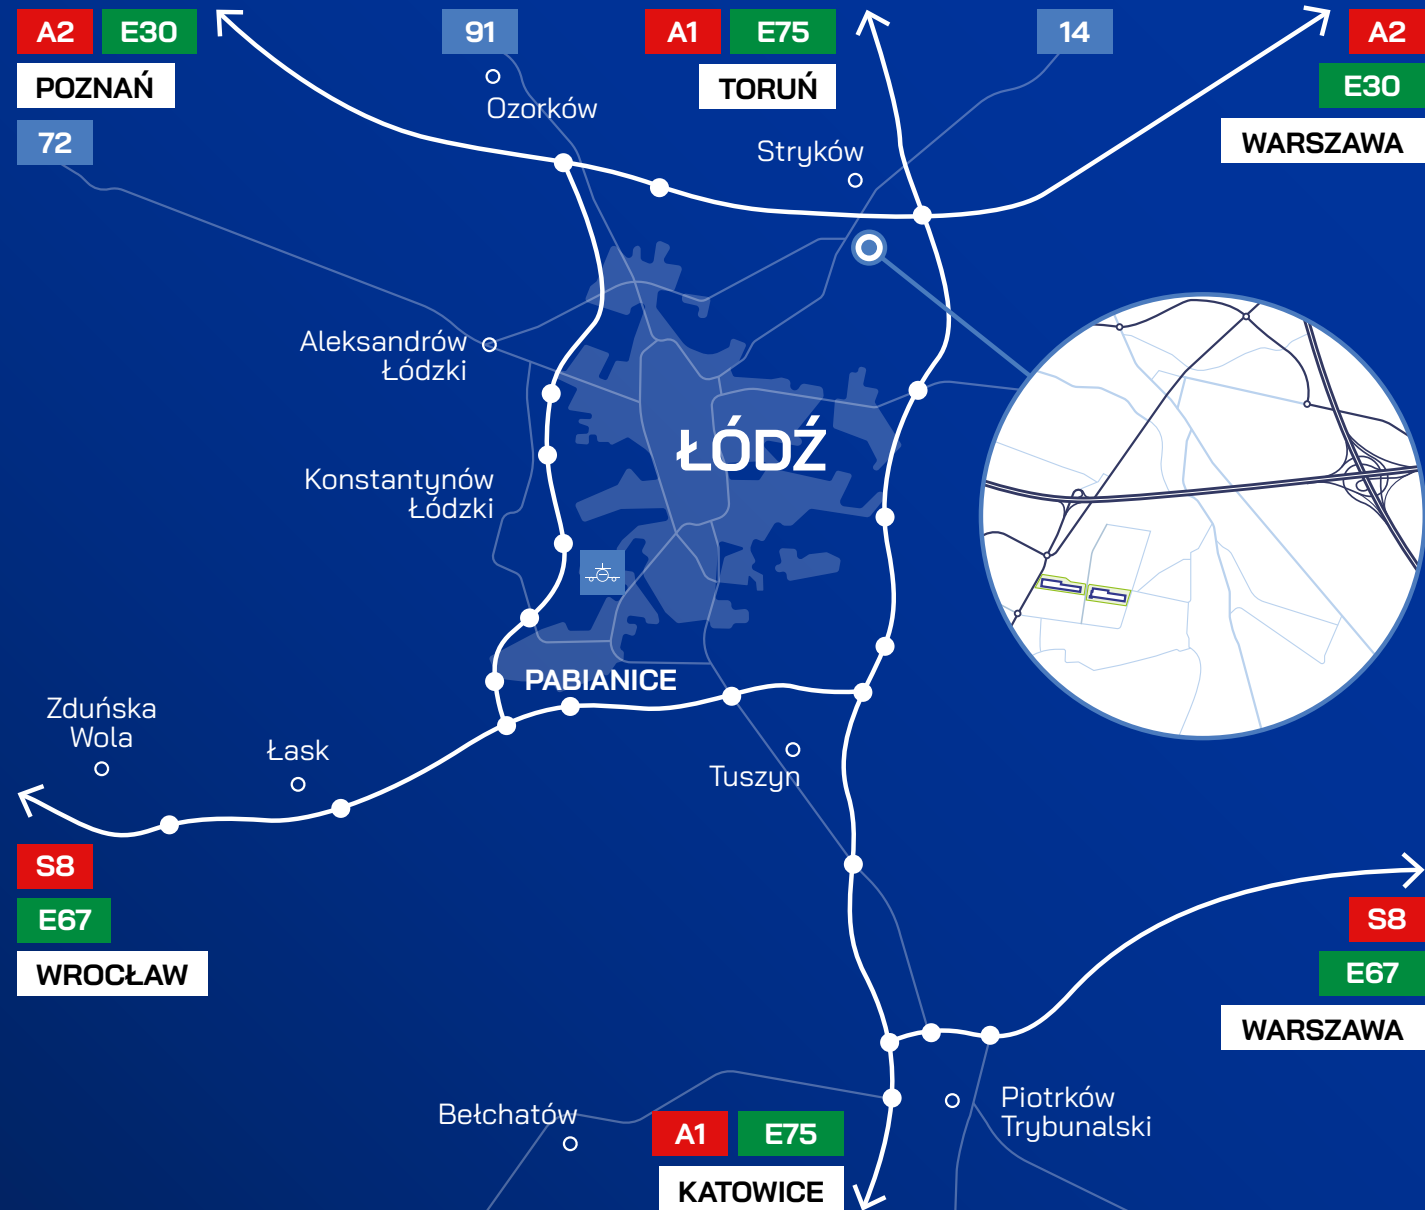 A2 E30
POZNAŃ
72
91
Ozorków
A1 E75
TORUŃ
14
Stryków
A2
E30
WARSZAWA
Aleksandrów
Łódzki
ŁÓDŹ
Konstantynów
Łódzki
PABIANICE
Zduńska
Wola
Łask
Tuszyn
S8
E67
WROCŁAW
S8
E67
WARSZAWA
Bełchatów
A1 E75
KATOWICE
Piotrków
Trybunalski